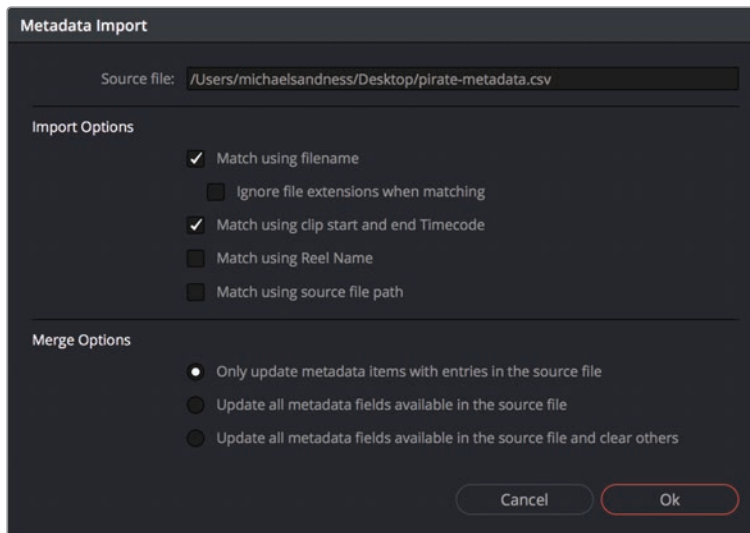 Metadata Import
Source file: /Users/michaelsandness/Desktop/pirate-metadata.csv
Import Options
Match using filename
Ignore file extensions when matching
Match using clip start and end Timecode
Match using Reel Name
Match using source file path
Merge Options
Only update metadata items with entries in the source file
Update all metadata fields available in the source file
Update all metadata fields available in the source file and clear others
Cancel Ok